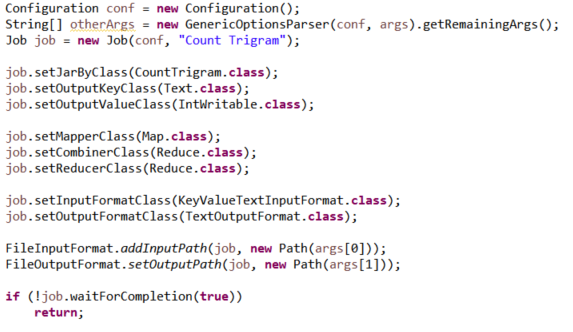 Configuration conf = new Configuration();
String[] otherArgs = new GenericOptionsParser(conf, args).getRemainingArgs();
Job job = new Job(conf, "Count Trigram");
job.setJarByClass(CountTrigram.class);
job.setOutputKeyClass(Text.class);
job.setOutputValueClass(IntWritable.class);
job.setMapperClass(Map.class);
job.setCombinerClass(Reduce.class);
job.setReducerClass(Reduce.class);
job.setInputFormatClass(KeyValueTextInputFormat.class);
job.setOutputFormatClass(TextOutputFormat.class);
FileInputFormat.addInputPath(job, new Path(args[0]));
FileOutputFormat.setOutputPath(job, new Path(args[1]));
if (!job.waitForCompletion(true))
return;